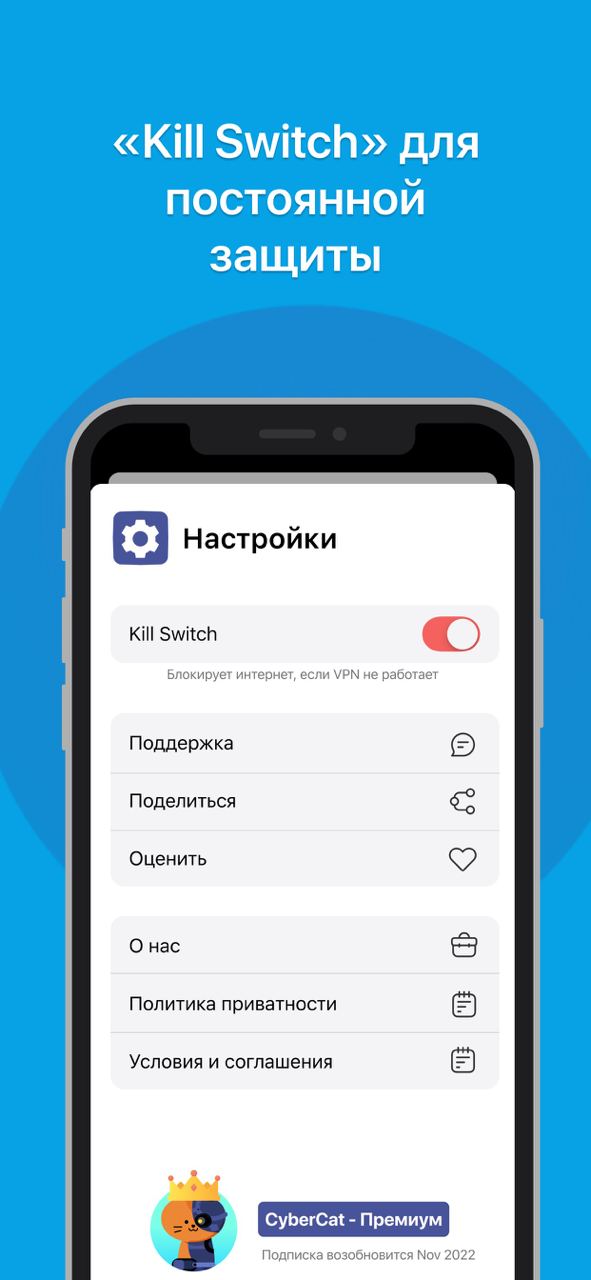 «Kill Switch» для
постоянной
защиты
Настройки
Kill Switch
Блокирует интернет, если VPN не работает
Поддержка
Поделиться
Оценить
О нас
Политика приватности
Условия и соглашения
CyberCat - Премиум
Подписка возобновится Nov 2022